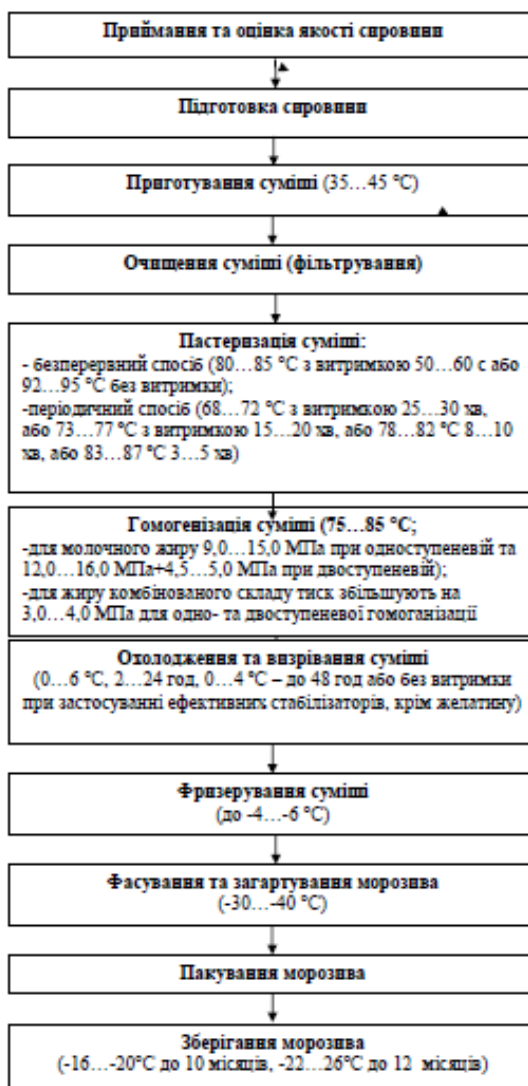 Приймання та оцінка якості сировини
Підготовка сировини
Приготування суміші (35…45 °С)
Очищення суміші (фільтрування)
Пастеризація суміші:
- безперервний спосіб (80…85 °С з витримкою 50…60 с або
92…95 °С без витримки);
-періодичний спосіб (68…72 °С з витримкою 25…30 хв,
або 73…77 °С з витримкою 15…20 хв, або 78…82 °С 8…10
хв, або 83…87 °С 3…5 хв)
Гомогенізація суміші (75…85 °С;
-для молочного жиру 9,0…15,0 МПа при одноступеневій та
12,0…16,0 МПа+4,5…5,0 МПа при двоступеневій);
-для жиру комбінованого складу тиск збільшують на
3,0…4,0 МПа для одно- та двоступеневої гомоганізації
Охолодження та визрівання суміші
(0…6 °С, 2…24 год, 0…4 °С – до 48 год або без витримки
при застосуванні ефективних стабілізаторів, крім желатину)
Фризерування суміші
(до -4…-6 °С)
Фасування та загартування морозива
(-30…-40 °С)
Пакування морозива
Зберігання морозива
(-16…-20°С до 10 місяців, -22…26°С до 12 місяців)